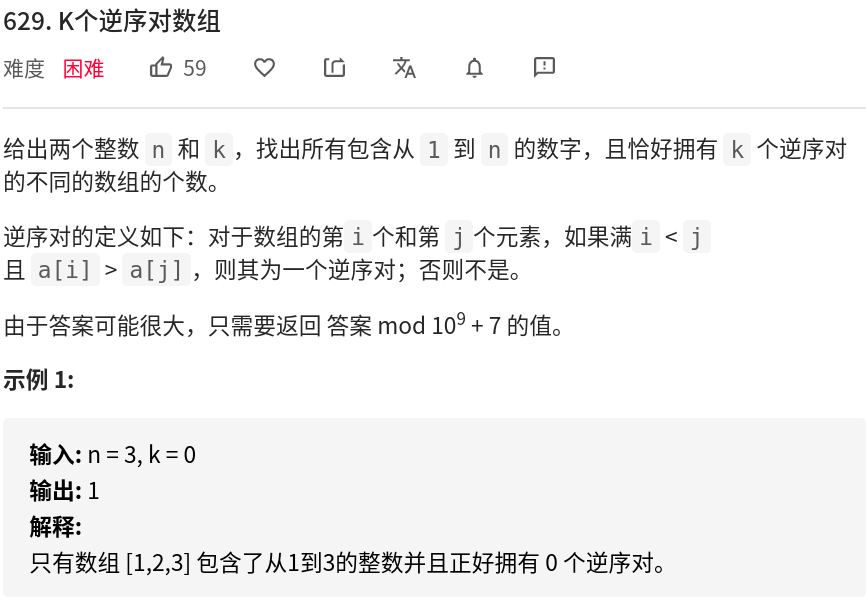 629. K个逆序对数组
难度 困难 59
给出两个整数 n 和 k，找出所有包含从 1 到 n 的数字，且恰好拥有 k 个逆序对
的不同的数组的个数。
逆序对的定义如下：对于数组的第i个和第 j个元素，如果满i < j
且 a[i] > a[j]，则其为一个逆序对；否则不是。
由于答案可能很大，只需要返回 答案 mod 10⁹ + 7 的值。
示例 1:
输入: n = 3, k = 0
输出: 1
解释:
只有数组 [1,2,3] 包含了从1到3的整数并且正好拥有 0 个逆序对。